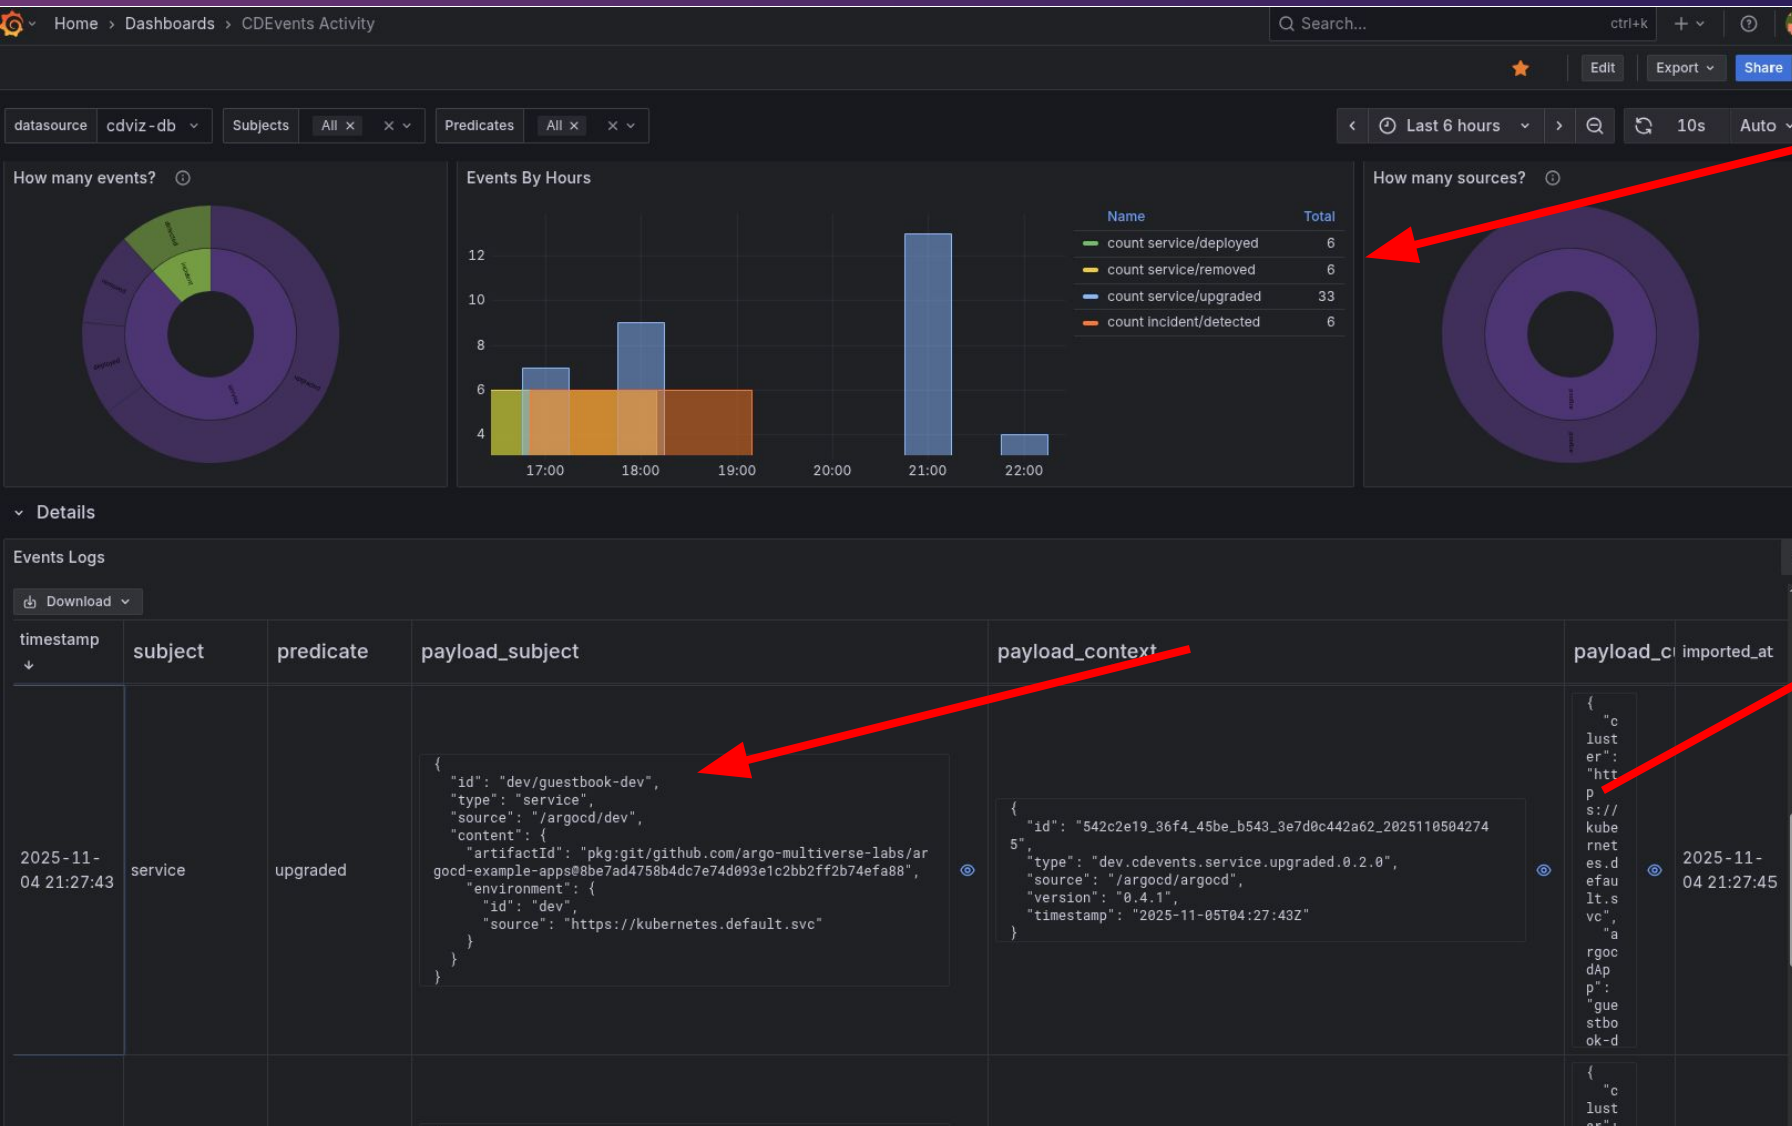 Home › Dashboards › CDEvents Activity
Search...
ctrl+k
Edit
Export
Share
datasource
cdviz-db
Subjects
All
Predicates
All
Last 6 hours
10s
Auto
How many events?
detected
incident
removed
deployed
service
upgraded
Events By Hours
12
10
8
6
4
17:00
18:00
19:00
20:00
21:00
22:00
Name Total
count service/deployed 6
count service/removed 6
count service/upgraded 33
count incident/detected 6
How many sources?
argocd
argocd
Details
Events Logs
Download
timestamp
subject
predicate
payload_subject
payload_context
imported_at
2025-11-
04 21:27:43
service
upgraded
{
"id": "dev/guestbook-dev",
"type": "service",
"source": "/argocd/dev",
"content": {
"artifactId": "pkg:git/github.com/argo-multiverse-labs/ar
gocd-example-apps@8be7ad4758b4dc7e74d093e1c2bb2ff2b74efa88",
"environment": {
"id": "dev",
"source": "https://kubernetes.default.svc"
}
}
}
{
"id": "542c2e19_36f4_45be_b543_3e7d0c442a62_2025110504274
5",
"type": "dev.cdevents.service.upgraded.0.2.0",
"source": "/argocd/argocd",
"version": "0.4.1",
"timestamp": "2025-11-05T04:27:43Z"
}
{
"c
lust
er":
"htt
p
s://
kube
rnet
es.d
efau
lt.s
vc",
"a
rgoc
dAp
p":
"gue
stbo
ok-d
2025-11-
04 21:27:45
{
"c
lust